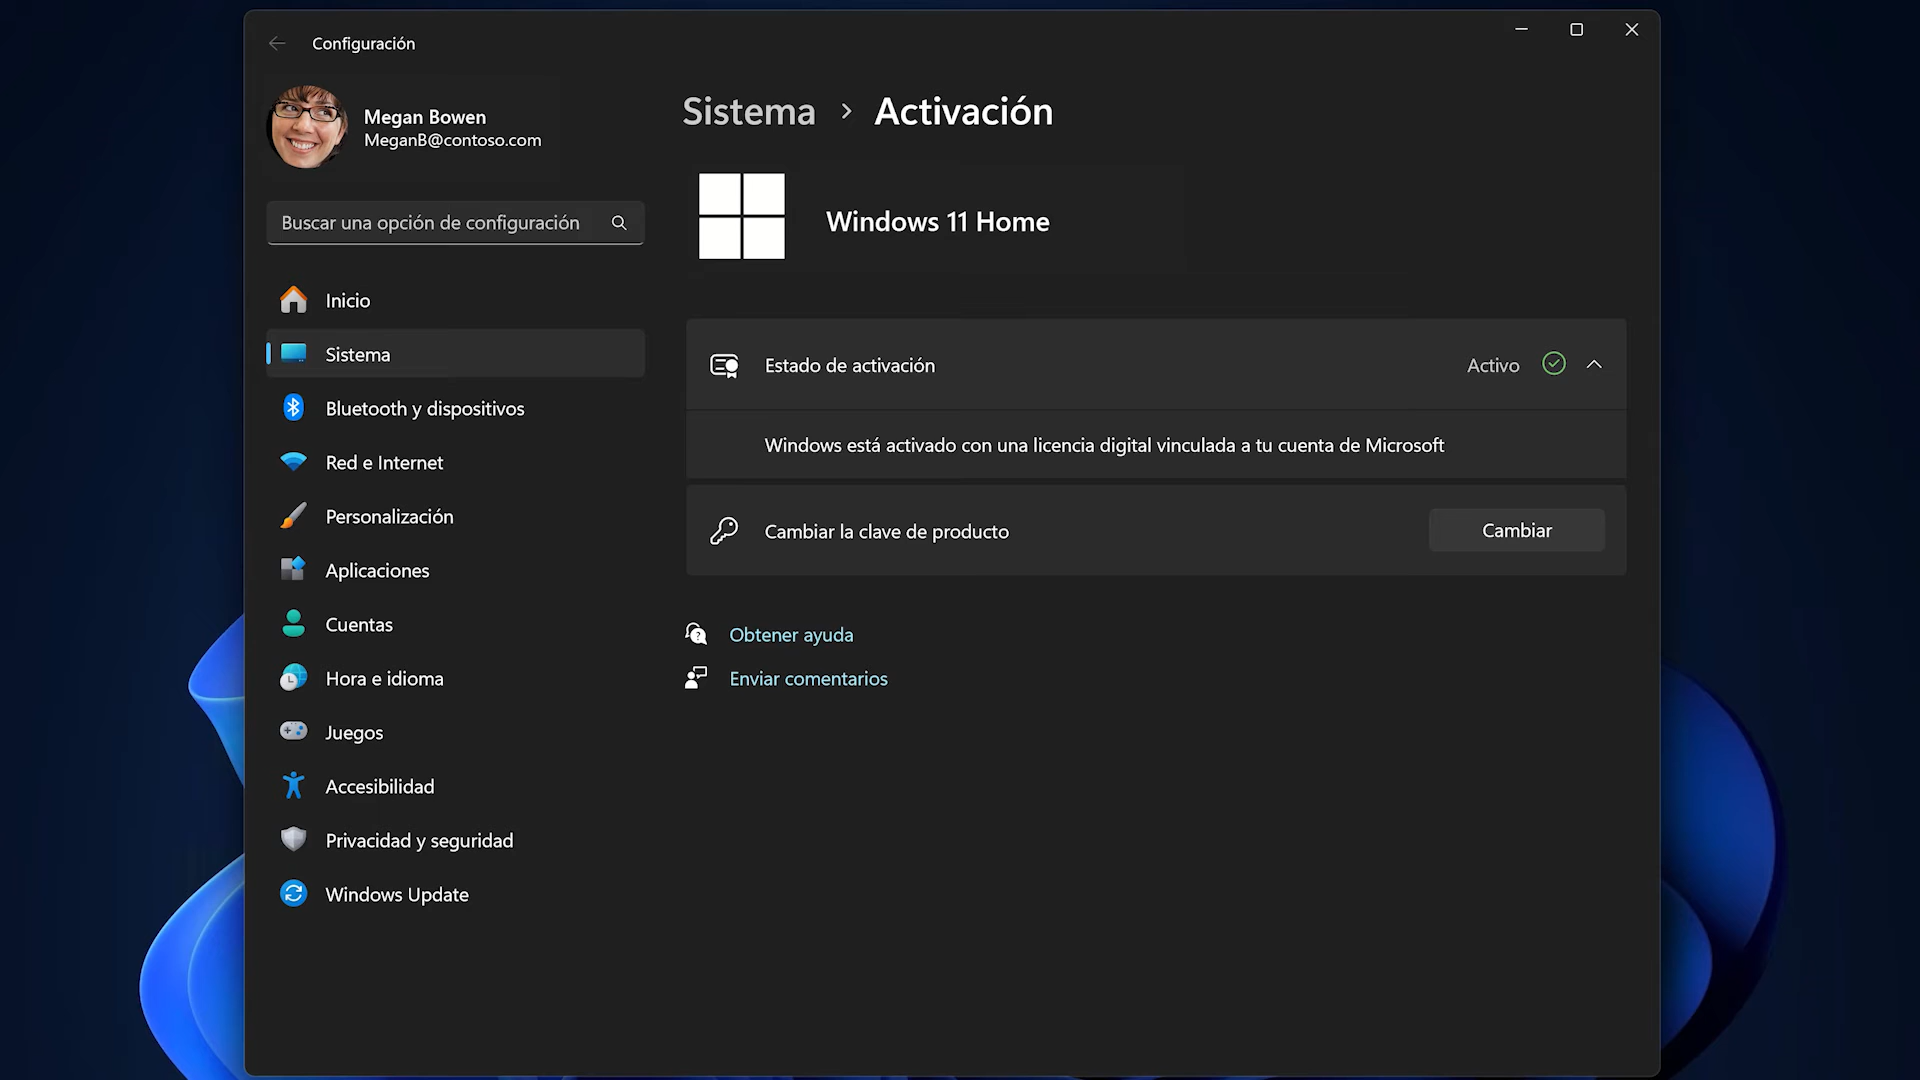 Configuración
Megan Bowen
MeganB@contoso.com
Buscar una opción de configuración
Inicio
Sistema
Bluetooth y dispositivos
Red e Internet
Personalización
Aplicaciones
Cuentas
Hora e idioma
Juegos
Accesibilidad
Privacidad y seguridad
Windows Update
Sistema > Activación
Windows 11 Home
Estado de activación Activo
Windows está activado con una licencia digital vinculada a tu cuenta de Microsoft
Cambiar la clave de producto Cambiar
Obtener ayuda
Enviar comentarios